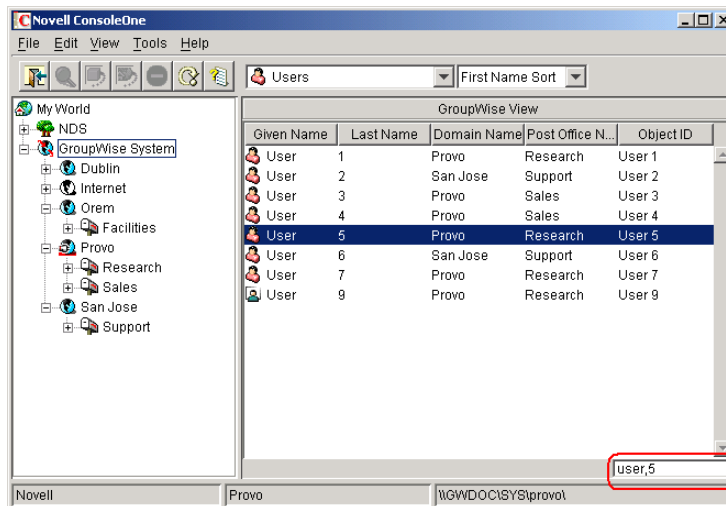 Novell ConsoleOne
File Edit View Tools Help
Users First Name Sort
My World
NDS
GroupWise System
Dublin
Internet
Orem
Facilities
Provo
Research
Sales
San Jose
Support
GroupWise View
Given Name Last Name Domain Name Post Office N... Object ID
User 1 Provo Research User 1
User 2 San Jose Support User 2
User 3 Provo Sales User 3
User 4 Provo Sales User 4
User 5 Provo Research User 5
User 6 San Jose Support User 6
User 7 Provo Research User 7
User 9 Provo Research User 9
user,5
Novell Provo \\GWDOC\SYS\provo\